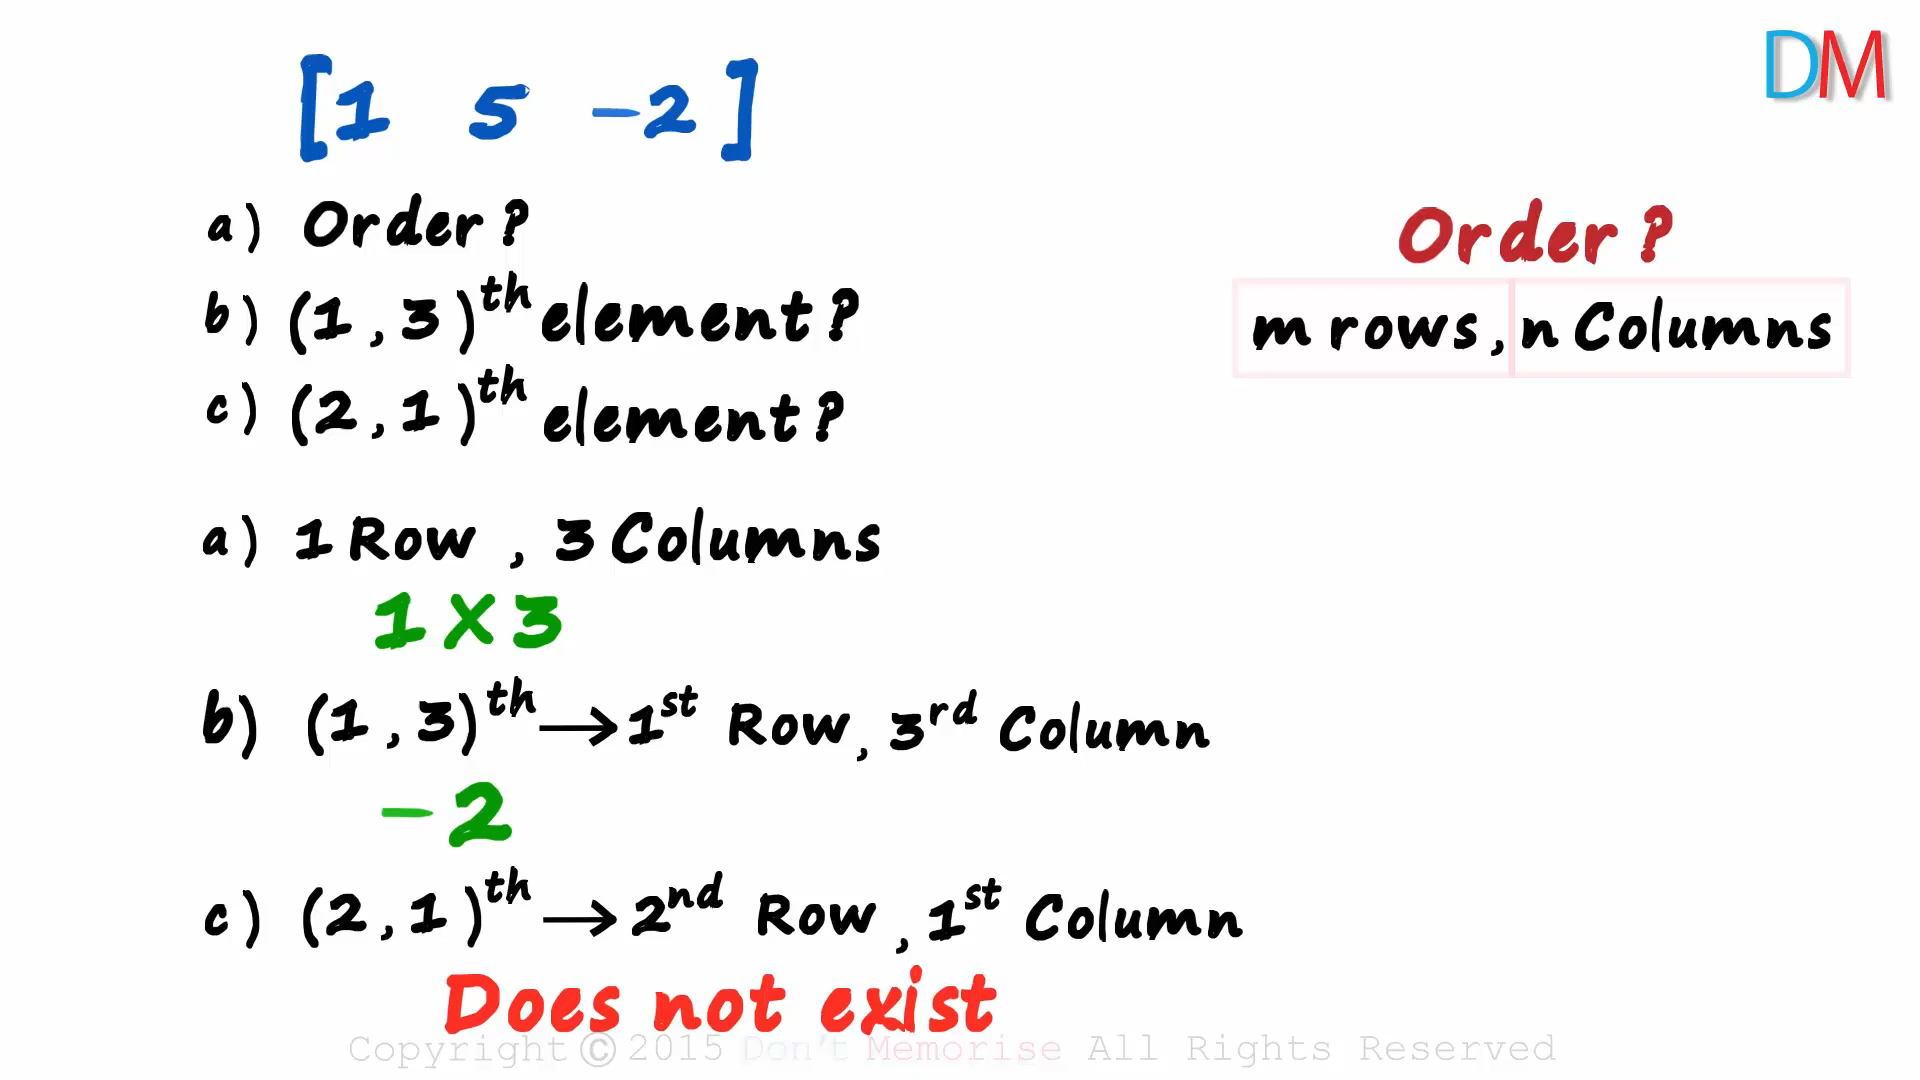 DM
[1 5 -2]
a) Order?
b) (1,3)th element?
c) (2,1)th element?
Order?
m rows, n Columns
a) 1 Row, 3 Columns
1 X 3
b) (1,3)th → 1st Row, 3rd Column
-2
c) (2,1)th → 2nd Row, 1st Column
Does not exist
Copyright © 2015 Don't Memorise All Rights Reserved